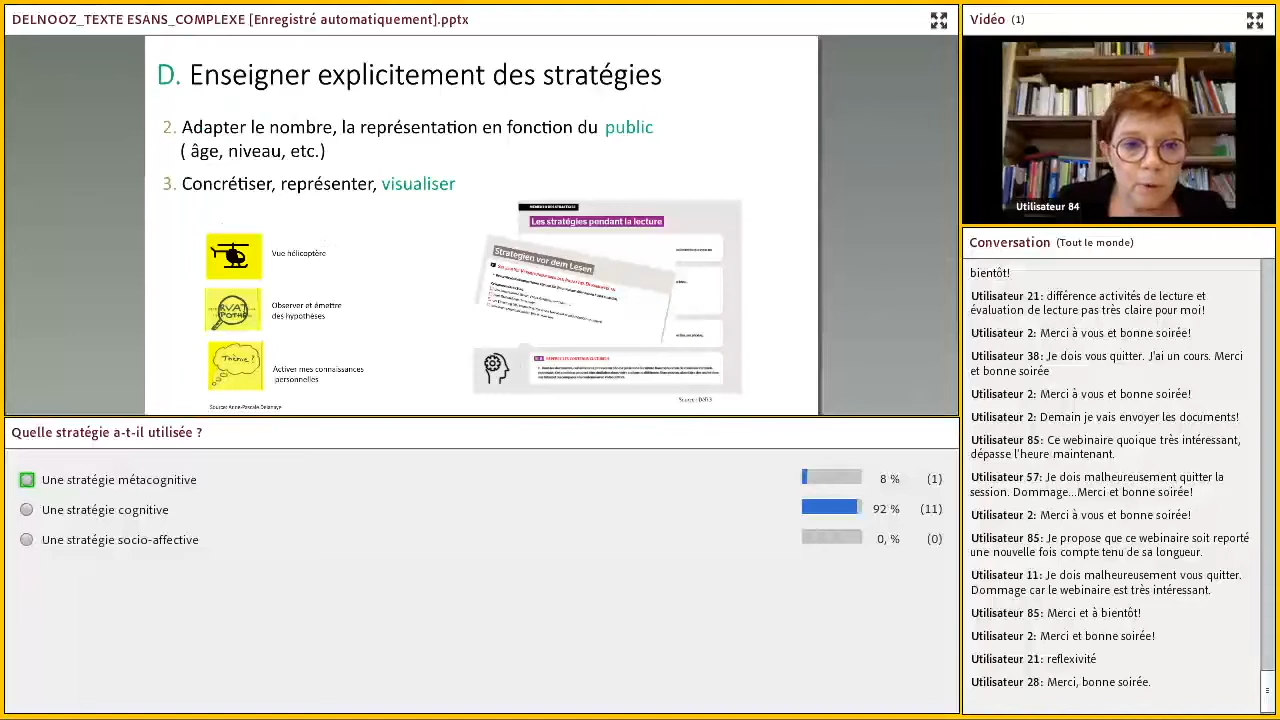 DELNOOZ_TEXTE ESANS_COMPLEXE [Enregistré automatiquement].pptx
D. Enseigner explicitement des stratégies
2. Adapter le nombre, la représentation en fonction du public
( âge, niveau, etc.)
3. Concrétiser, représenter, visualiser
Vue hélicoptère
Observer et émettre
des hypothèses
Thème ?
Activer mes connaissances
personnelles
Source: Anne-Pascale Delahaye
Les stratégies pendant la lecture
Strategien vor dem Lesen
Quelle stratégie a-t-il utilisée ?
Une stratégie métacognitive 8 % (1)
Une stratégie cognitive 92 % (11)
Une stratégie socio-affective 0, % (0)
Vidéo (1)
Utilisateur 84
Conversation (Tout le monde)
bientôt!
Utilisateur 21: différence activités de lecture et
évaluation de lecture pas très claire pour moi!
Utilisateur 2: Merci à vous et bonne soirée!
Utilisateur 38: Je dois vous quitter. J'ai un cours. Merci
et bonne soirée
Utilisateur 2: Merci à vous et bonne soirée!
Utilisateur 2: Demain je vais envoyer les documents!
Utilisateur 85: Ce webinaire quoique très intéressant,
dépasse l'heure maintenant.
Utilisateur 57: Je dois malheureusement quitter la
session. Dommage...Merci et bonne soirée!
Utilisateur 2: Merci à vous et bonne soirée!
Utilisateur 85: Je propose que ce webinaire soit reporté
une nouvelle fois compte tenu de sa longueur.
Utilisateur 11: Je dois malheureusement vous quitter.
Dommage car le webinaire est très intéressant.
Utilisateur 85: Merci et à bientôt!
Utilisateur 2: Merci et bonne soirée!
Utilisateur 21: reflexivité
Utilisateur 28: Merci, bonne soirée.